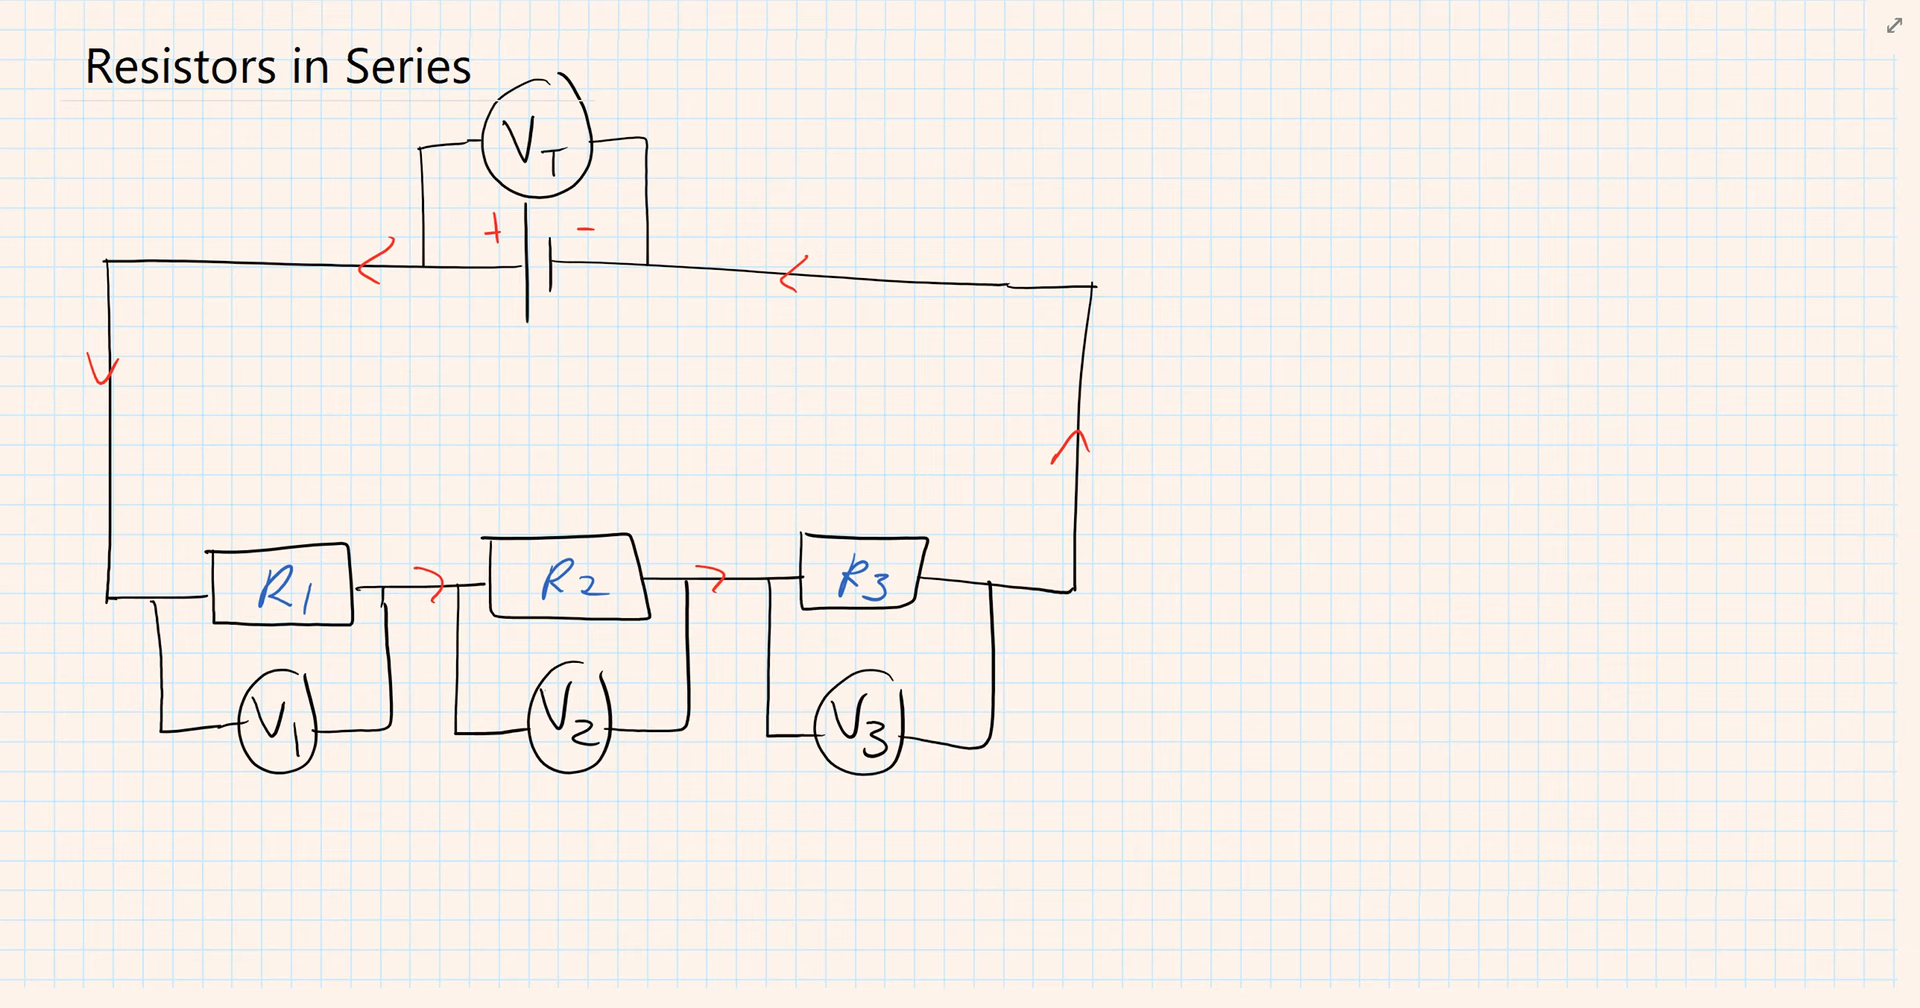 Resistors in Series
VT
+ -
R1 R2 R3
V1 V2 V3